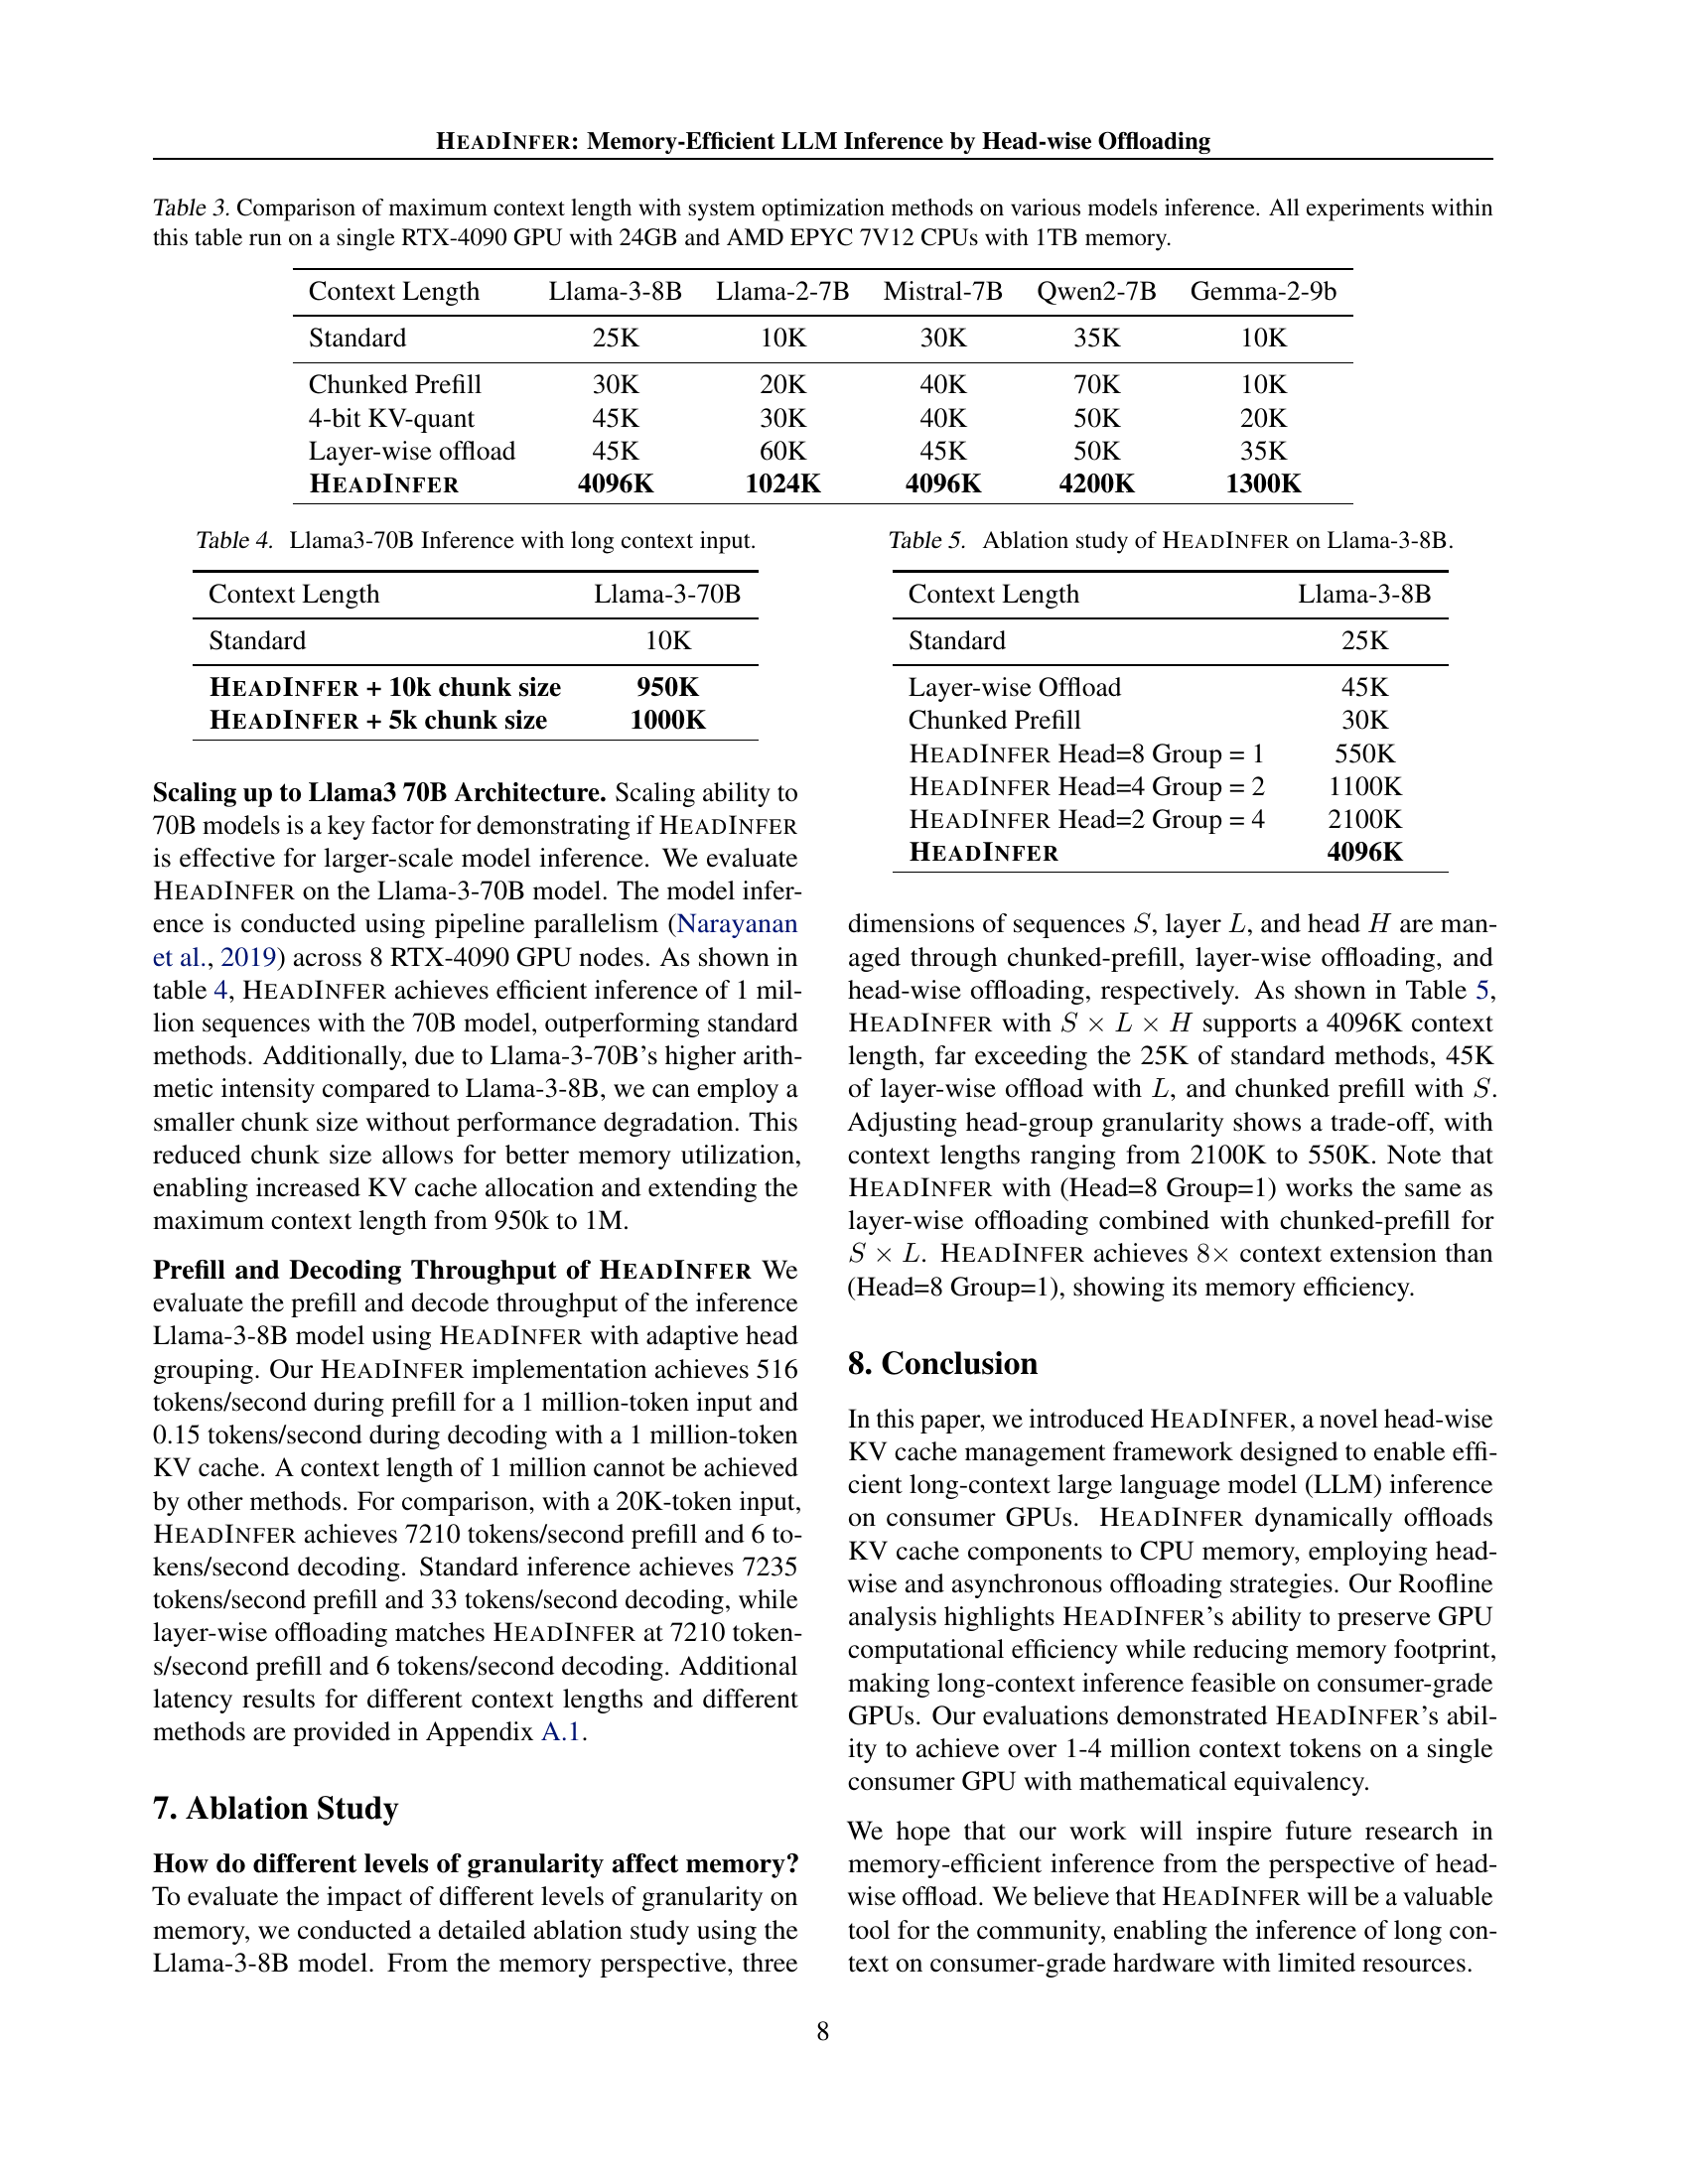 HEADINFER: Memory-Efficient LLM Inference by Head-wise Offloading
Table 3. Comparison of maximum context length with system optimization methods on various models inference. All experiments within
this table run on a single RTX-4090 GPU with 24GB and AMD EPYC 7V12 CPUs with 1TB memory.
Context Length Llama-3-8B Llama-2-7B Mistral-7B Qwen2-7B Gemma-2-9b
Standard 25K 10K 30K 35K 10K
Chunked Prefill 30K 20K 40K 70K 10K
4-bit KV-quant 45K 30K 40K 50K 20K
Layer-wise offload 45K 60K 45K 50K 35K
HEADINFER 4096K 1024K 4096K 4200K 1300K
Table 4. Llama3-70B Inference with long context input.
Context Length Llama-3-70B
Standard 10K
HEADINFER + 10k chunk size 950K
HEADINFER + 5k chunk size 1000K
Scaling up to Llama3 70B Architecture. Scaling ability to
70B models is a key factor for demonstrating if HEADINFER
is effective for larger-scale model inference. We evaluate
HEADINFER on the Llama-3-70B model. The model infer-
ence is conducted using pipeline parallelism (Narayanan
et al., 2019) across 8 RTX-4090 GPU nodes. As shown in
table 4, HEADINFER achieves efficient inference of 1 mil-
lion sequences with the 70B model, outperforming standard
methods. Additionally, due to Llama-3-70B's higher arith-
metic intensity compared to Llama-3-8B, we can employ a
smaller chunk size without performance degradation. This
reduced chunk size allows for better memory utilization,
enabling increased KV cache allocation and extending the
maximum context length from 950k to 1M.
Prefill and Decoding Throughput of HEADINFER We
evaluate the prefill and decode throughput of the inference
Llama-3-8B model using HEADINFER with adaptive head
grouping. Our HEADINFER implementation achieves 516
tokens/second during prefill for a 1 million-token input and
0.15 tokens/second during decoding with a 1 million-token
KV cache. A context length of 1 million cannot be achieved
by other methods. For comparison, with a 20K-token input,
HEADINFER achieves 7210 tokens/second prefill and 6 to-
kens/second decoding. Standard inference achieves 7235
tokens/second prefill and 33 tokens/second decoding, while
layer-wise offloading matches HEADINFER at 7210 token-
s/second prefill and 6 tokens/second decoding. Additional
latency results for different context lengths and different
methods are provided in Appendix A.1.
7. Ablation Study
How do different levels of granularity affect memory?
To evaluate the impact of different levels of granularity on
memory, we conducted a detailed ablation study using the
Llama-3-8B model. From the memory perspective, three
Table 5. Ablation study of HEADINFER on Llama-3-8B.
Context Length Llama-3-8B
Standard 25K
Layer-wise Offload 45K
Chunked Prefill 30K
HEADINFER Head=8 Group = 1 550K
HEADINFER Head=4 Group = 2 1100K
HEADINFER Head=2 Group = 4 2100K
HEADINFER 4096K
dimensions of sequences S, layer L, and head H are man-
aged through chunked-prefill, layer-wise offloading, and
head-wise offloading, respectively. As shown in Table 5,
HEADINFER with S × L × H supports a 4096K context
length, far exceeding the 25K of standard methods, 45K
of layer-wise offload with L, and chunked prefill with S.
Adjusting head-group granularity shows a trade-off, with
context lengths ranging from 2100K to 550K. Note that
HEADINFER with (Head=8 Group=1) works the same as
layer-wise offloading combined with chunked-prefill for
S × L. HEADINFER achieves 8× context extension than
(Head=8 Group=1), showing its memory efficiency.
8. Conclusion
In this paper, we introduced HEADINFER, a novel head-wise
KV cache management framework designed to enable effi-
cient long-context large language model (LLM) inference
on consumer GPUs. HEADINFER dynamically offloads
KV cache components to CPU memory, employing head-
wise and asynchronous offloading strategies. Our Roofline
analysis highlights HEADINFER's ability to preserve GPU
computational efficiency while reducing memory footprint,
making long-context inference feasible on consumer-grade
GPUs. Our evaluations demonstrated HEADINFER's abil-
ity to achieve over 1-4 million context tokens on a single
consumer GPU with mathematical equivalency.
We hope that our work will inspire future research in
memory-efficient inference from the perspective of head-
wise offload. We believe that HEADINFER will be a valuable
tool for the community, enabling the inference of long con-
text on consumer-grade hardware with limited resources.
8